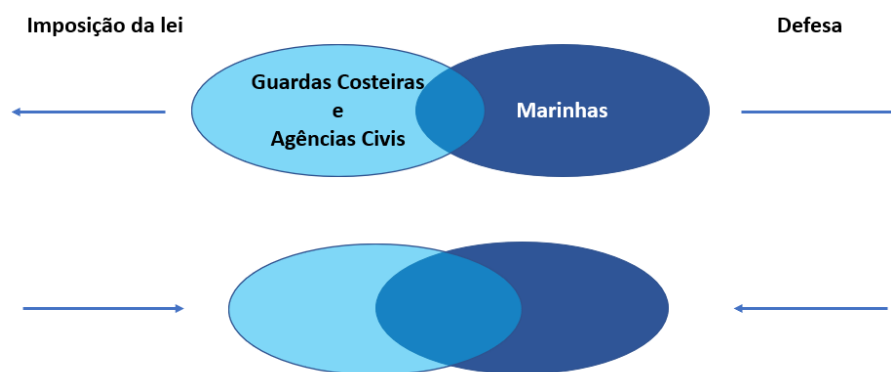 Imposição da lei
Defesa
Guardas Costeiras
e
Agências Civis
Marinhas